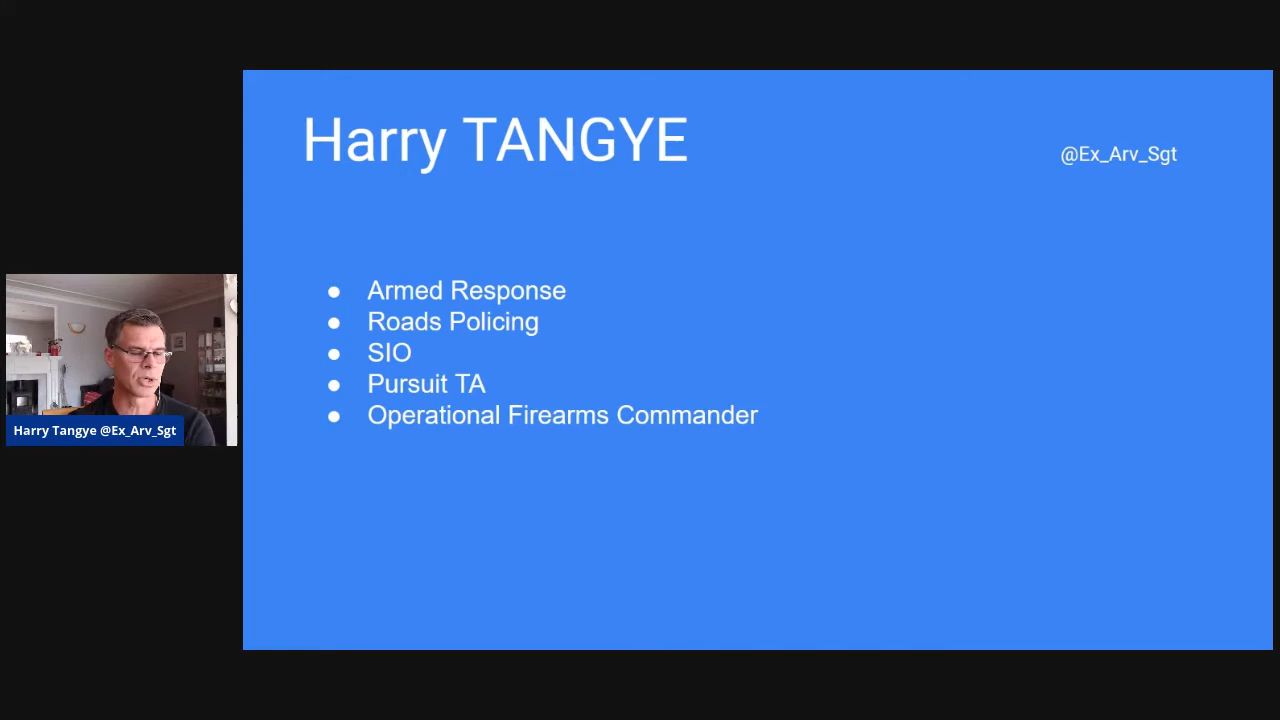 Harry TANGYE
@Ex_Arv_Sgt
● Armed Response
● Roads Policing
● SIO
● Pursuit TA
● Operational Firearms Commander
Harry Tangye @Ex_Arv_Sgt